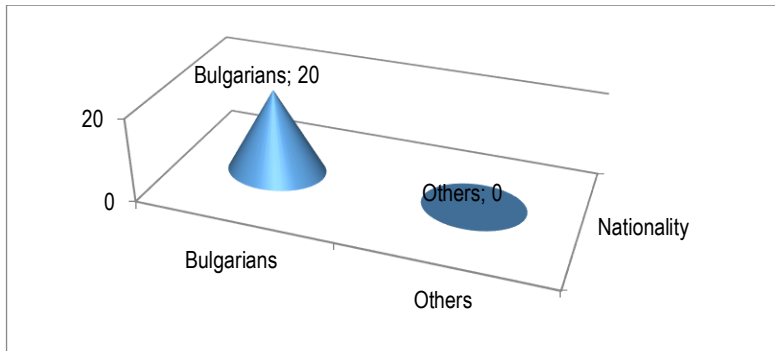 Bulgarians; 20
20
Others; 0
0
Nationality
Bulgarians
Others